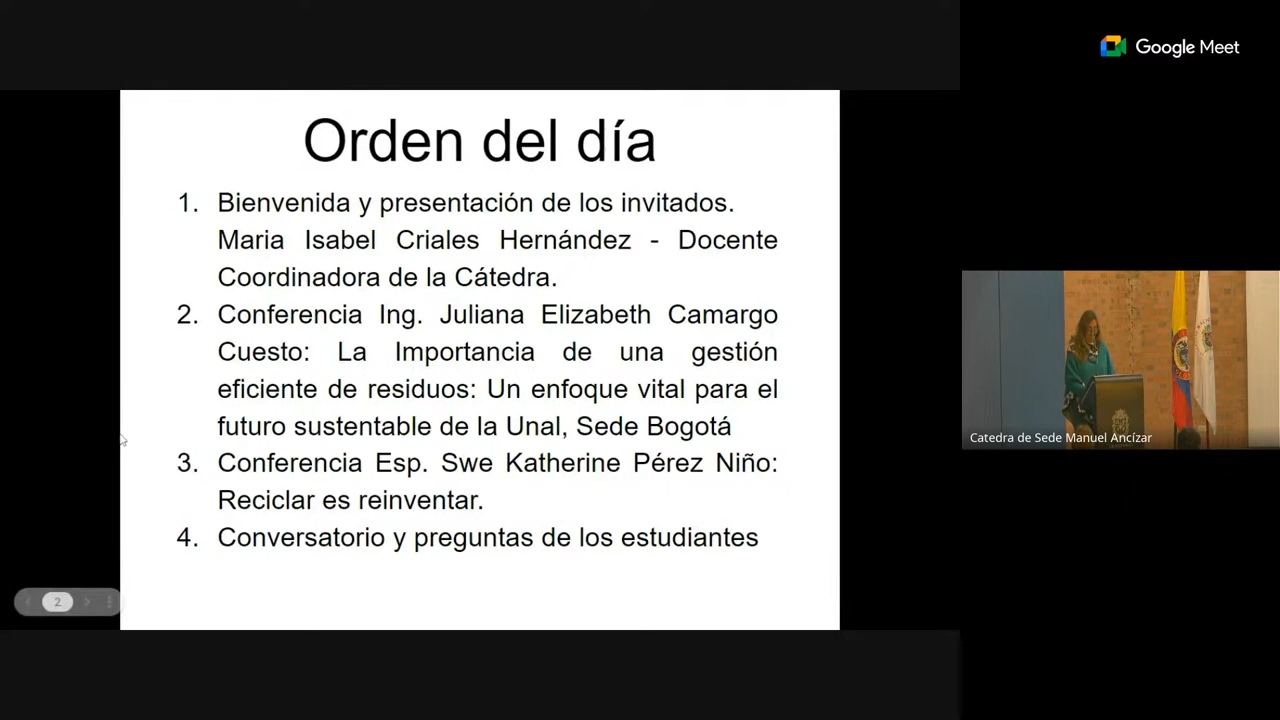 Google Meet
Orden del día
1. Bienvenida y presentación de los invitados.
Maria Isabel Criales Hernández - Docente
Coordinadora de la Cátedra.
2. Conferencia Ing. Juliana Elizabeth Camargo
Cuesto: La Importancia de una gestión
eficiente de residuos: Un enfoque vital para el
futuro sustentable de la Unal, Sede Bogotá
3. Conferencia Esp. Swe Katherine Pérez Niño:
Reciclar es reinventar.
4. Conversatorio y preguntas de los estudiantes
2
Catedra de Sede Manuel Ancízar